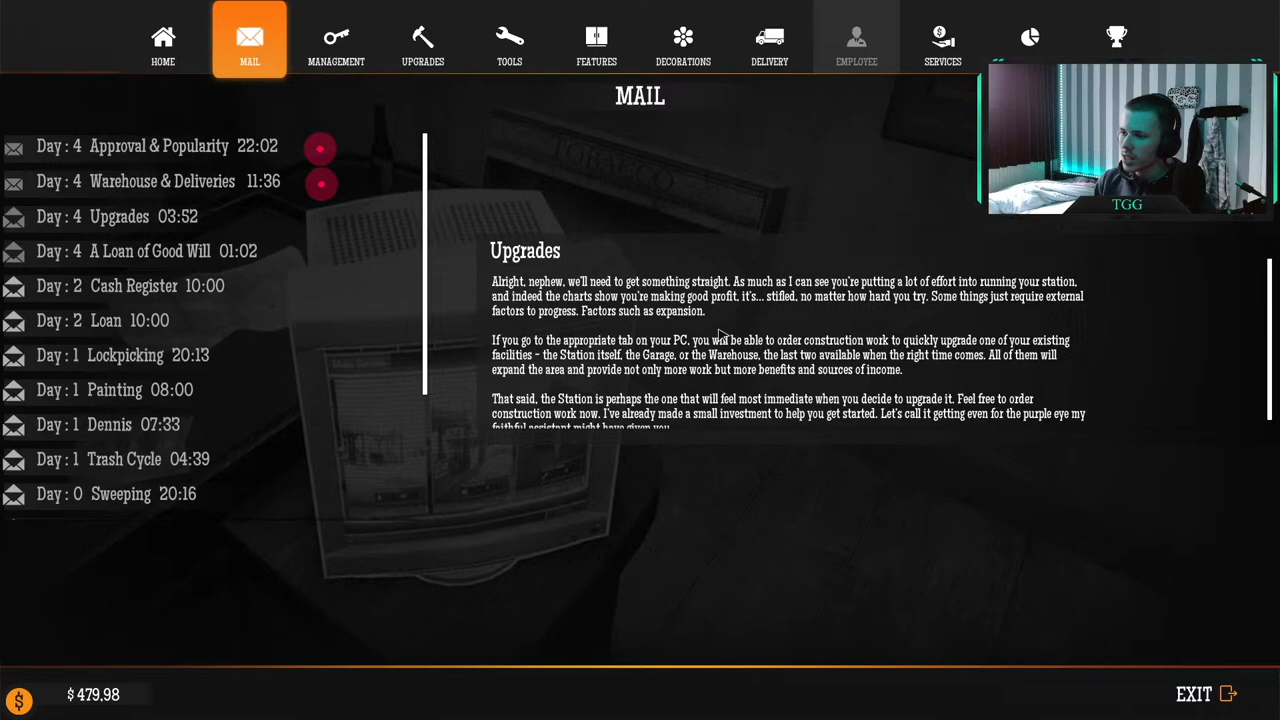 HOME
MAIL
MANAGEMENT
UPGRADES
TOOLS
FEATURES
DECORATIONS
DELIVERY
EMPLOYEE
SERVICES
MAIL
Day : 4 Approval & Popularity 22:02
Day : 4 Warehouse & Deliveries 11:36
Day : 4 Upgrades 03:52
Day : 4 A Loan of Good Will 01:02
Day : 2 Cash Register 10:00
Day : 2 Loan 10:00
Day : 1 Lockpicking 20:13
Day : 1 Painting 08:00
Day : 1 Dennis 07:33
Day : 1 Trash Cycle 04:39
Day : 0 Sweeping 20:16
TOBACCO
TGG
Upgrades
Alright, nephew, we'll need to get something straight. As much as I can see you're putting a lot of effort into running your station,
and indeed the charts show you're making good profit, it's... stifled, no matter how hard you try. Some things just require external
factors to progress. Factors such as expansion.
If you go to the appropriate tab on your PC, you will be able to order construction work to quickly upgrade one of your existing
facilities - the Station itself, the Garage, or the Warehouse, the last two available when the right time comes. All of them will
expand the area and provide not only more work but more benefits and sources of income.
That said, the Station is perhaps the one that will feel most immediate when you decide to upgrade it. Feel free to order
construction work now. I've already made a small investment to help you get started. Let's call it getting even for the purple eye my
faithful assistant might have given you.
$ 479,98
EXIT